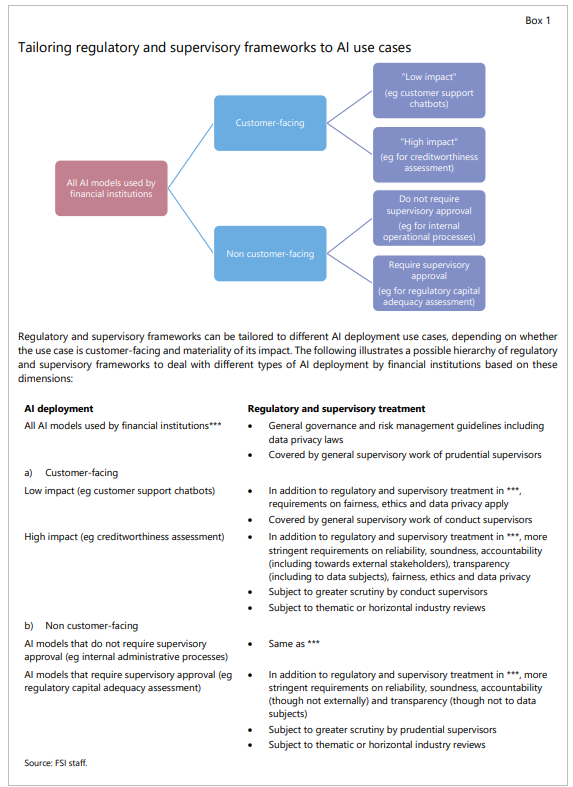 Box 1
Tailoring regulatory and supervisory frameworks to AI use cases
"Low impact"
(eg customer support
chatbots)
Customer-facing
"High impact"
(eg for creditworthiness
assessment)
All AI models used by
financial institutions
Do not require
supervisory approval
(eg for internal
operational processes)
Non customer-facing
Require supervisory
approval
(eg for regulatory capital
adequacy assessment)
Regulatory and supervisory frameworks can be tailored to different AI deployment use cases, depending on whether
the use case is customer-facing and materiality of its impact. The following illustrates a possible hierarchy of regulatory
and supervisory frameworks to deal with different types of AI deployment by financial institutions based on these
dimensions:
AI deployment
Regulatory and supervisory treatment
All AI models used by financial institutions***
• General governance and risk management guidelines including
data privacy laws
• Covered by general supervisory work of prudential supervisors
a) Customer-facing
Low impact (eg customer support chatbots)
• In addition to regulatory and supervisory treatment in ***,
requirements on fairness, ethics and data privacy apply
• Covered by general supervisory work of conduct supervisors
High impact (eg creditworthiness assessment)
• In addition to regulatory and supervisory treatment in ***, more
stringent requirements on reliability, soundness, accountability
(including towards external stakeholders), transparency
(including to data subjects), fairness, ethics and data privacy
• Subject to greater scrutiny by conduct supervisors
• Subject to thematic or horizontal industry reviews
b) Non customer-facing
AI models that do not require supervisory
approval (eg internal administrative processes)
• Same as ***
AI models that require supervisory approval (eg
regulatory capital adequacy assessment)
• In addition to regulatory and supervisory treatment in ***, more
stringent requirements on reliability, soundness, accountability
(though not externally) and transparency (though not to data
subjects)
• Subject to greater scrutiny by prudential supervisors
• Subject to thematic or horizontal industry reviews
Source: FSI staff.